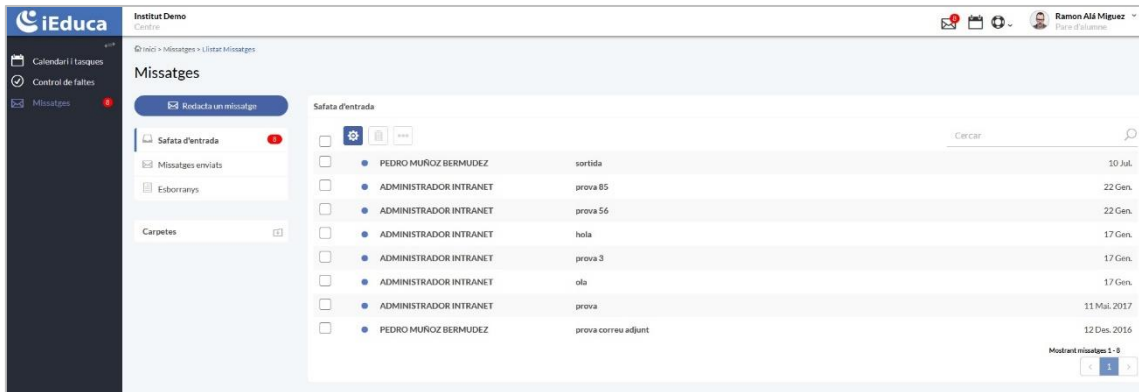 iEduca
Institut Demo
Centre
8
Ramon Alá Miguez
Pare d'alumne
Calendari i tasques
Control de faltes
Missatges 8
Inici > Missatges > Llistat Missatges
Missatges
Redacta un missatge
Safata d'entrada 8
Missatges enviats
Esborranys
Carpetes
Safata d'entrada
Cercar
PEDRO MUÑOZ BERMUDEZ sortida 10 Jul.
ADMINISTRADOR INTRANET prova 85 22 Gen.
ADMINISTRADOR INTRANET prova 56 22 Gen.
ADMINISTRADOR INTRANET hola 17 Gen.
ADMINISTRADOR INTRANET prova 3 17 Gen.
ADMINISTRADOR INTRANET ola 17 Gen.
ADMINISTRADOR INTRANET prova 11 Mai. 2017
PEDRO MUÑOZ BERMUDEZ prova correu adjunt 12 Des. 2016
Mostrant missatges 1 - 8
< 1 >